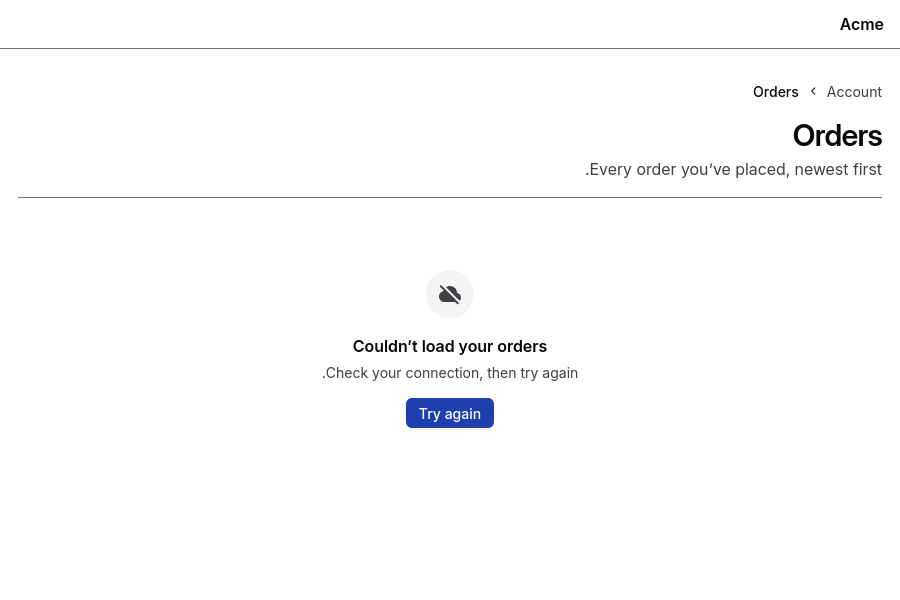 Acme
Account
Orders
Orders
Every order you’ve placed, newest first.
Couldn’t load your orders
Check your connection, then try again.
Try again